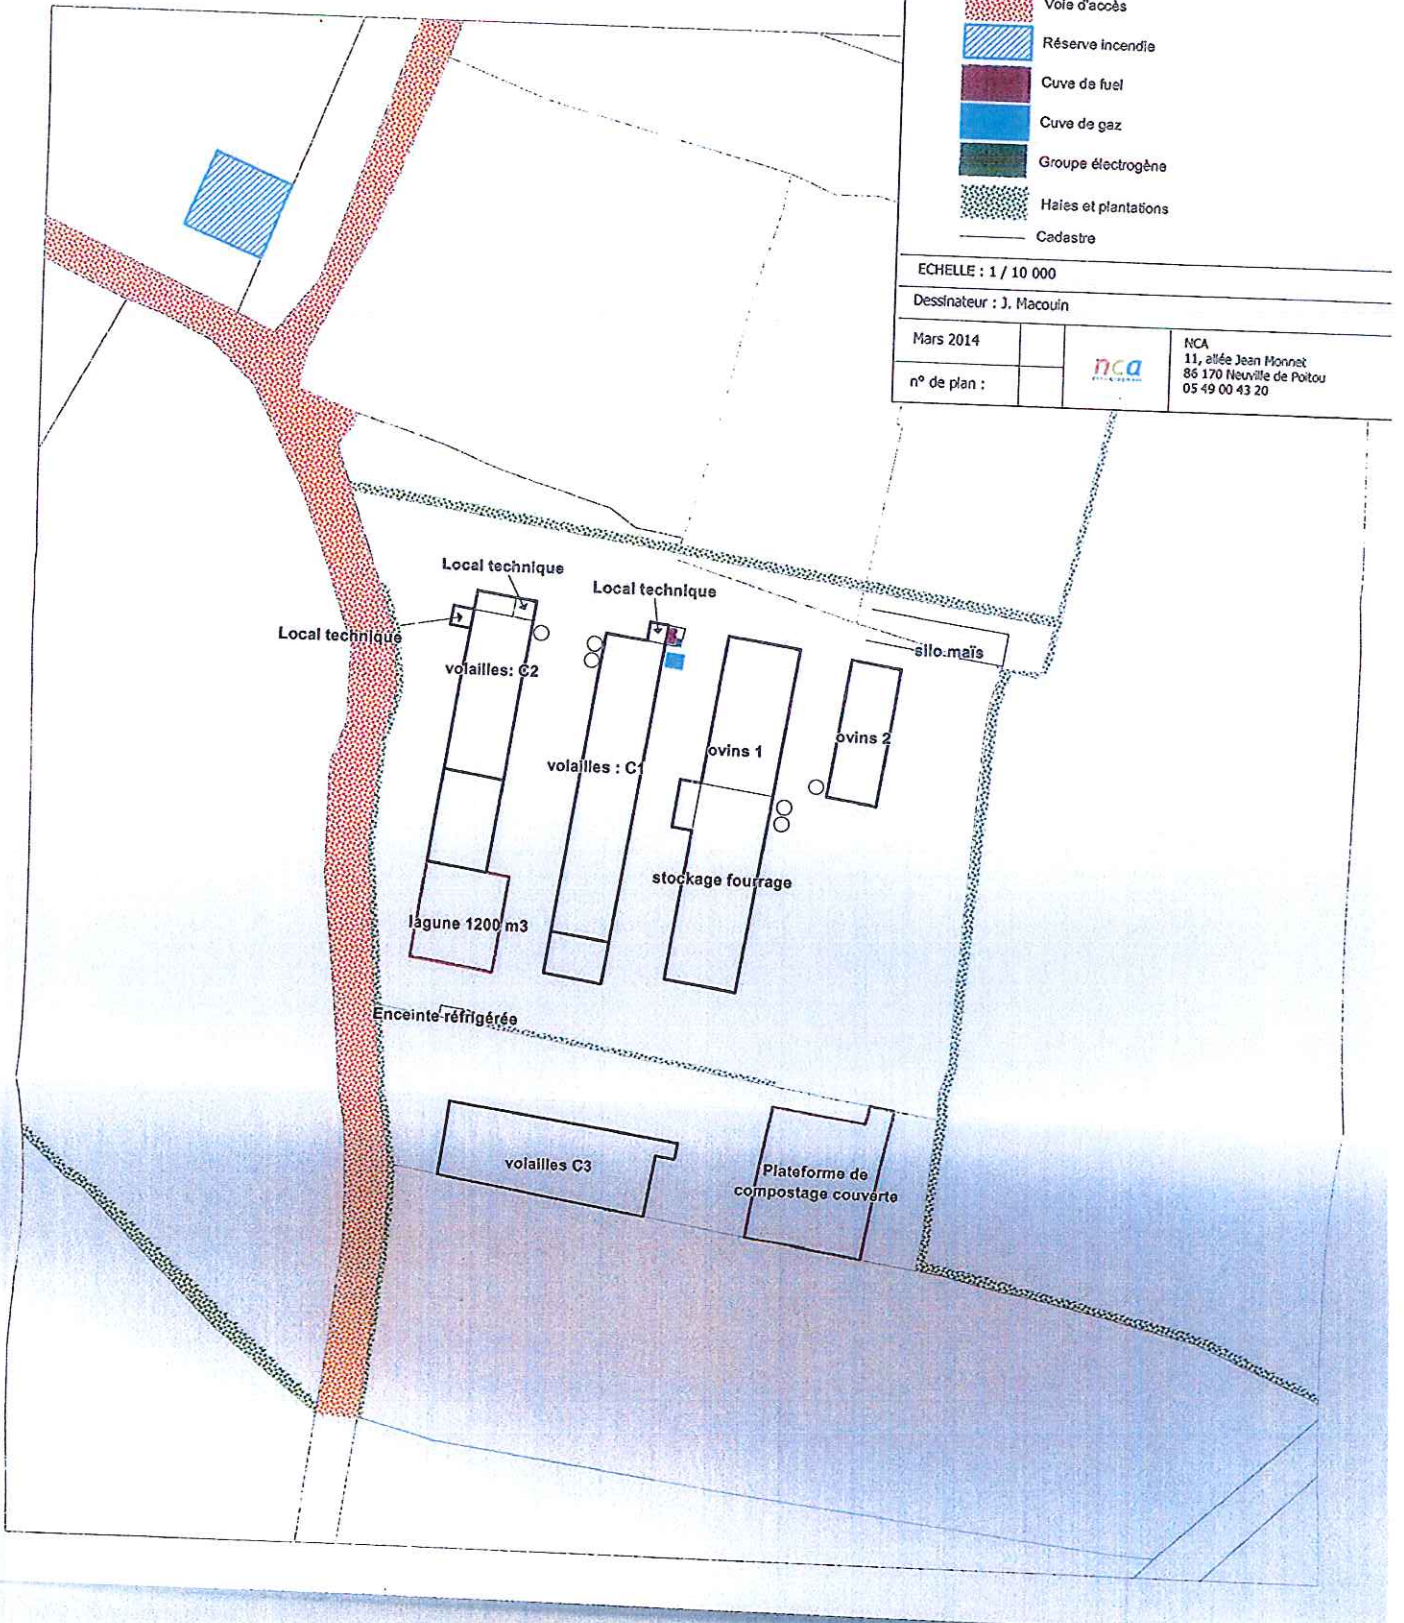 Voie d'accès
Réserve incendie
Cuve de fuel
Cuve de gaz
Groupe électrogène
Haies et plantations
Cadastre
ECHELLE : 1 / 10 000
Dessinateur : J. Macouin
Mars 2014
n° de plan :
nca
NCA
11, allée Jean Monnet
86 170 Neuville de Poitou
05 49 00 43 20
Local technique
Local technique
Local technique
volailles: C2
silo maïs
ovins 1
ovins 2
volailles : C1
stockage fourrage
lagune 1200 m3
Enceinte réfrigérée
volailles C3
Plateforme de
compostage couverte